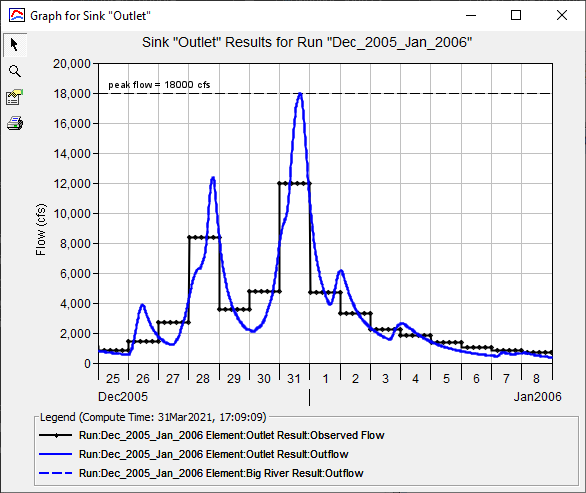 Graph for Sink "Outlet"
Sink "Outlet" Results for Run "Dec_2005_Jan_2006"
20,000
peak flow = 18000 cfs
18,000
16,000
14,000
12,000
10,000
8,000
6,000
4,000
2,000
0
Flow (cfs)
25 26 27 28 29 30 31 1 2 3 4 5 6 7 8
Dec2005 Jan2006
Legend (Compute Time: 31Mar2021, 17:09:09)
Run:Dec_2005_Jan_2006 Element:Outlet Result:Observed Flow
Run:Dec_2005_Jan_2006 Element:Outlet Result:Outflow
Run:Dec_2005_Jan_2006 Element:Big River Result:Outflow